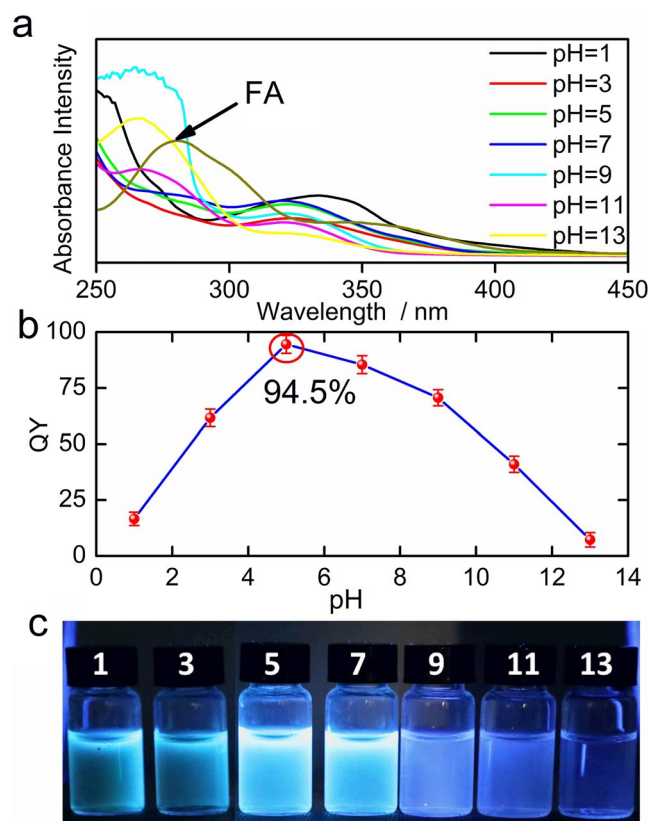 a
Absorbance Intensity
FA
pH=1
pH=3
pH=5
pH=7
pH=9
pH=11
pH=13
250 300 350 400 450
Wavelength / nm
b
QY
100
75
50
25
0
94.5%
0 2 4 6 8 10 12 14
pH
c
1 3 5 7 9 11 13